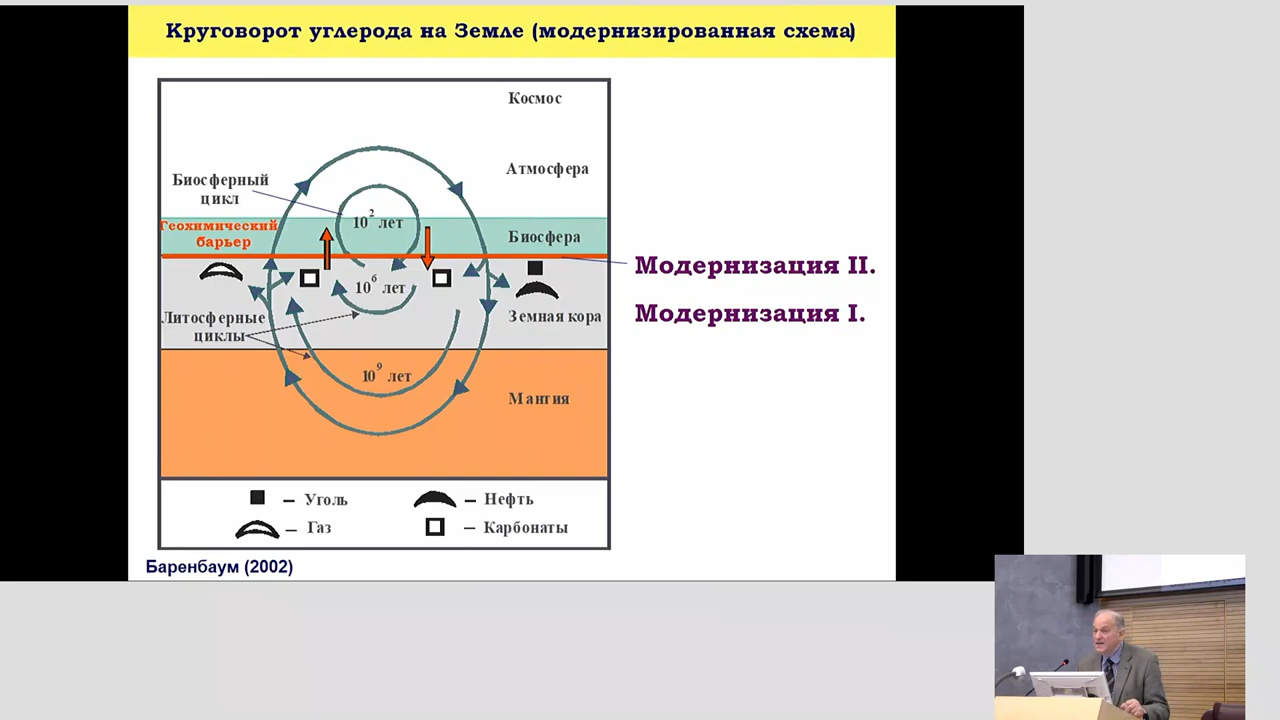 Круговорот углерода на Земле (модернизированная схема)
Космос
Атмосфера
Биосферный
цикл
10² лет
Геохимический
барьер
Биосфера
Модернизация II.
10⁶ лет
Модернизация I.
Литосферные
циклы
Земная кора
10⁹ лет
Мантия
– Уголь
– Нефть
– Газ
– Карбонаты
Баренбаум (2002)